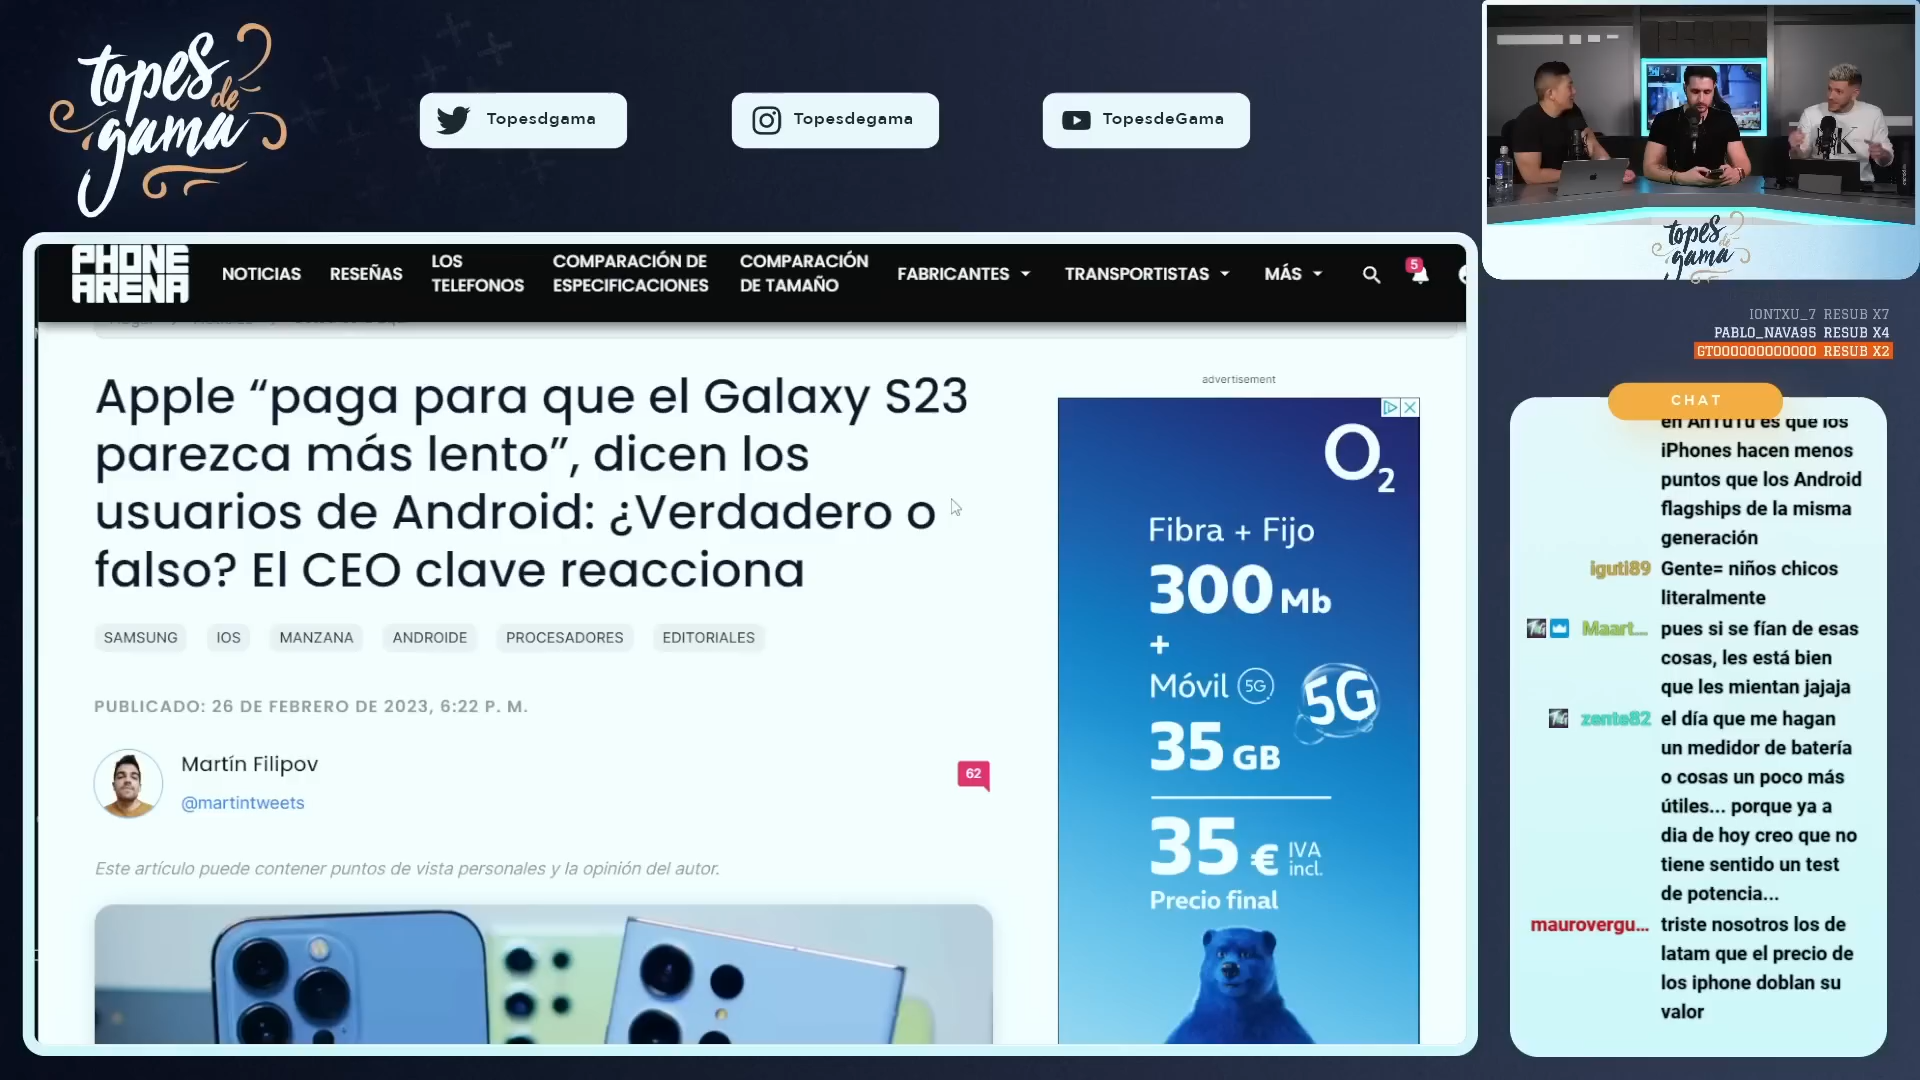 topes
de
gama
Topesdgama
Topesdegama
TopesdeGama
topes
de
gama
IONTXU_7 RESUB X7
PABLO_NAVA95 RESUB X4
GT000000000000 RESUB X2
PHONE
ARENA
NOTICIAS
RESEÑAS
LOS
TELEFONOS
COMPARACIÓN DE
ESPECIFICACIONES
COMPARACIÓN
DE TAMAÑO
FABRICANTES
TRANSPORTISTAS
MÁS
5
Apple “paga para que el Galaxy S23
parezca más lento”, dicen los
usuarios de Android: ¿Verdadero o
falso? El CEO clave reacciona
SAMSUNG
IOS
MANZANA
ANDROIDE
PROCESADORES
EDITORIALES
PUBLICADO: 26 DE FEBRERO DE 2023, 6:22 P. M.
Martín Filipov
@martintweets
62
Este artículo puede contener puntos de vista personales y la opinión del autor.
advertisement
O2
Fibra + Fijo
300 Mb
+
Móvil 5G
5G
35 GB
35 € IVA
incl.
Precio final
CHAT
en AnTuTu es que los
iPhones hacen menos
puntos que los Android
flagships de la misma
generación
iguti89 Gente= niños chicos
literalmente
Maart... pues si se fían de esas
cosas, les está bien
que les mientan jajaja
zente82 el día que me hagan
un medidor de batería
o cosas un poco más
útiles... porque ya a
dia de hoy creo que no
tiene sentido un test
de potencia...
maurovergu... triste nosotros los de
latam que el precio de
los iphone doblan su
valor